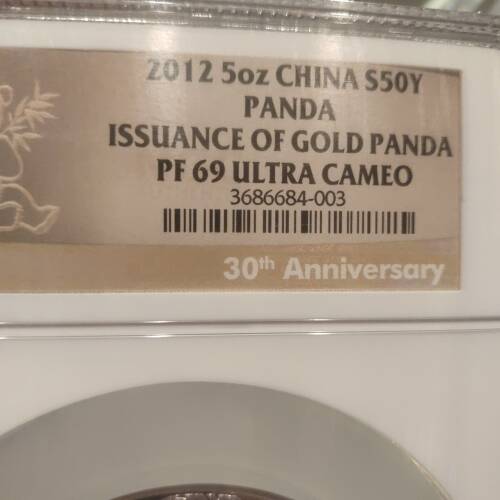 2012 5oz CHINA S50Y
PANDA
ISSUANCE OF GOLD PANDA
PF 69 ULTRA CAMEO
3686684-003
30th Anniversary